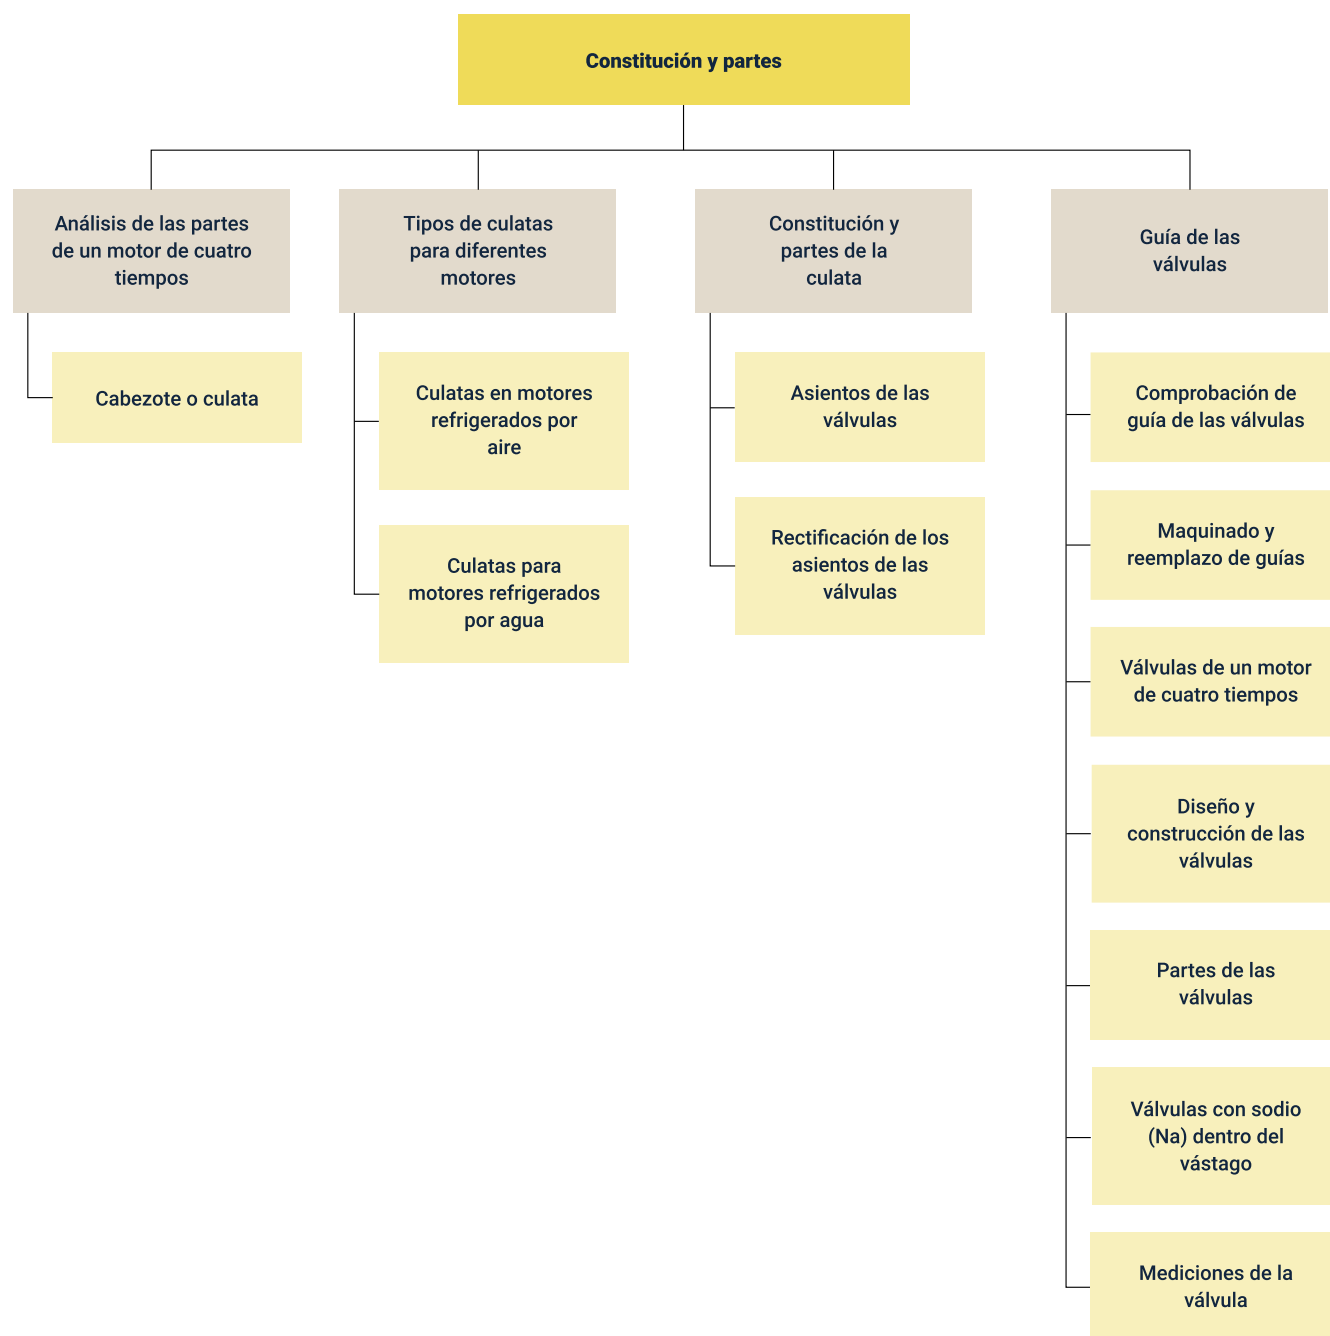 Constitución y partes
Análisis de las partes
de un motor de cuatro
tiempos
Cabezote o culata
Tipos de culatas
para diferentes
motores
Culatas en motores
refrigerados por
aire
Culatas para
motores refrigerados
por agua
Constitución y
partes de la
culata
Asientos de las
válvulas
Rectificación de los
asientos de las
válvulas
Guía de las
válvulas
Comprobación de
guía de las válvulas
Maquinado y
reemplazo de guías
Válvulas de un motor
de cuatro tiempos
Diseño y
construcción de las
válvulas
Partes de las
válvulas
Válvulas con sodio
(Na) dentro del
vástago
Mediciones de la
válvula